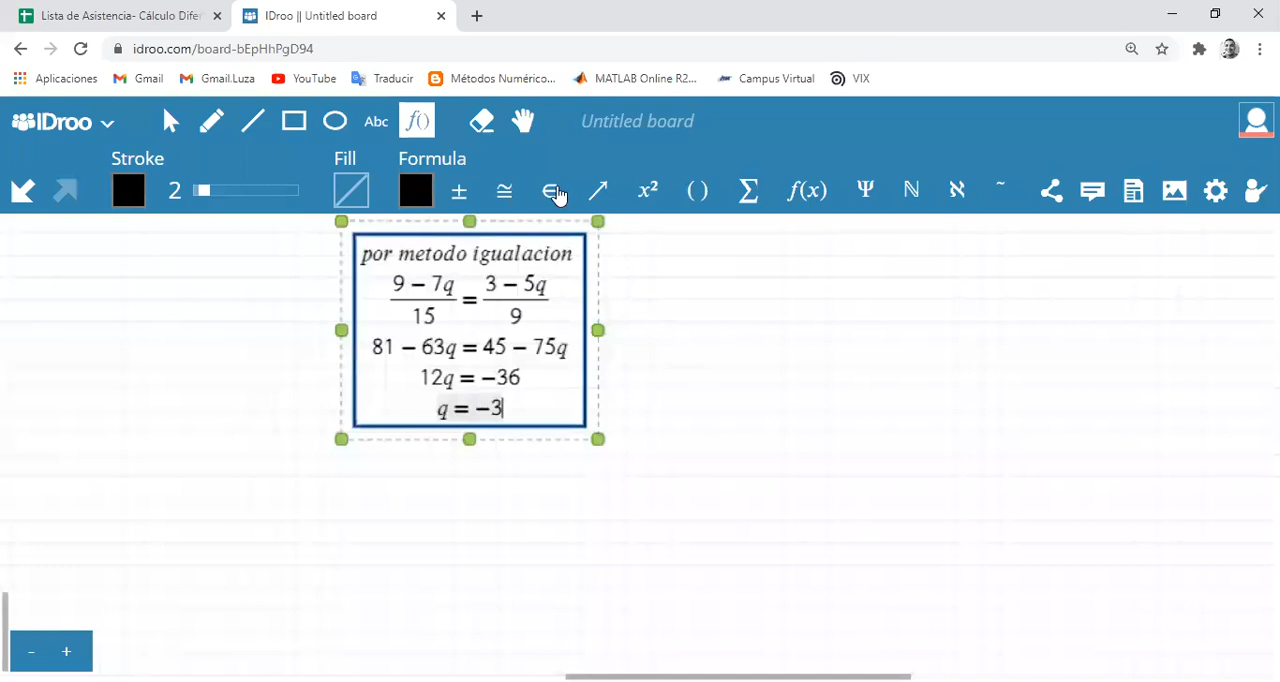 Lista de Asistencia- Cálculo Difer
IDroo || Untitled board
idroo.com/board-bEpHhPgD94
Aplicaciones
Gmail
Gmail.Luza
YouTube
Traducir
Métodos Numérico...
MATLAB Online R2...
Campus Virtual
VIX
IDroo
Abc
f()
Untitled board
Stroke
Fill
Formula
2
± ≅ ∈ x² ( ) Σ f(x) Ψ ℕ ℵ ~
por metodo igualacion
9 − 7q / 15 = 3 − 5q / 9
81 − 63q = 45 − 75q
12q = −36
q = −3
- +